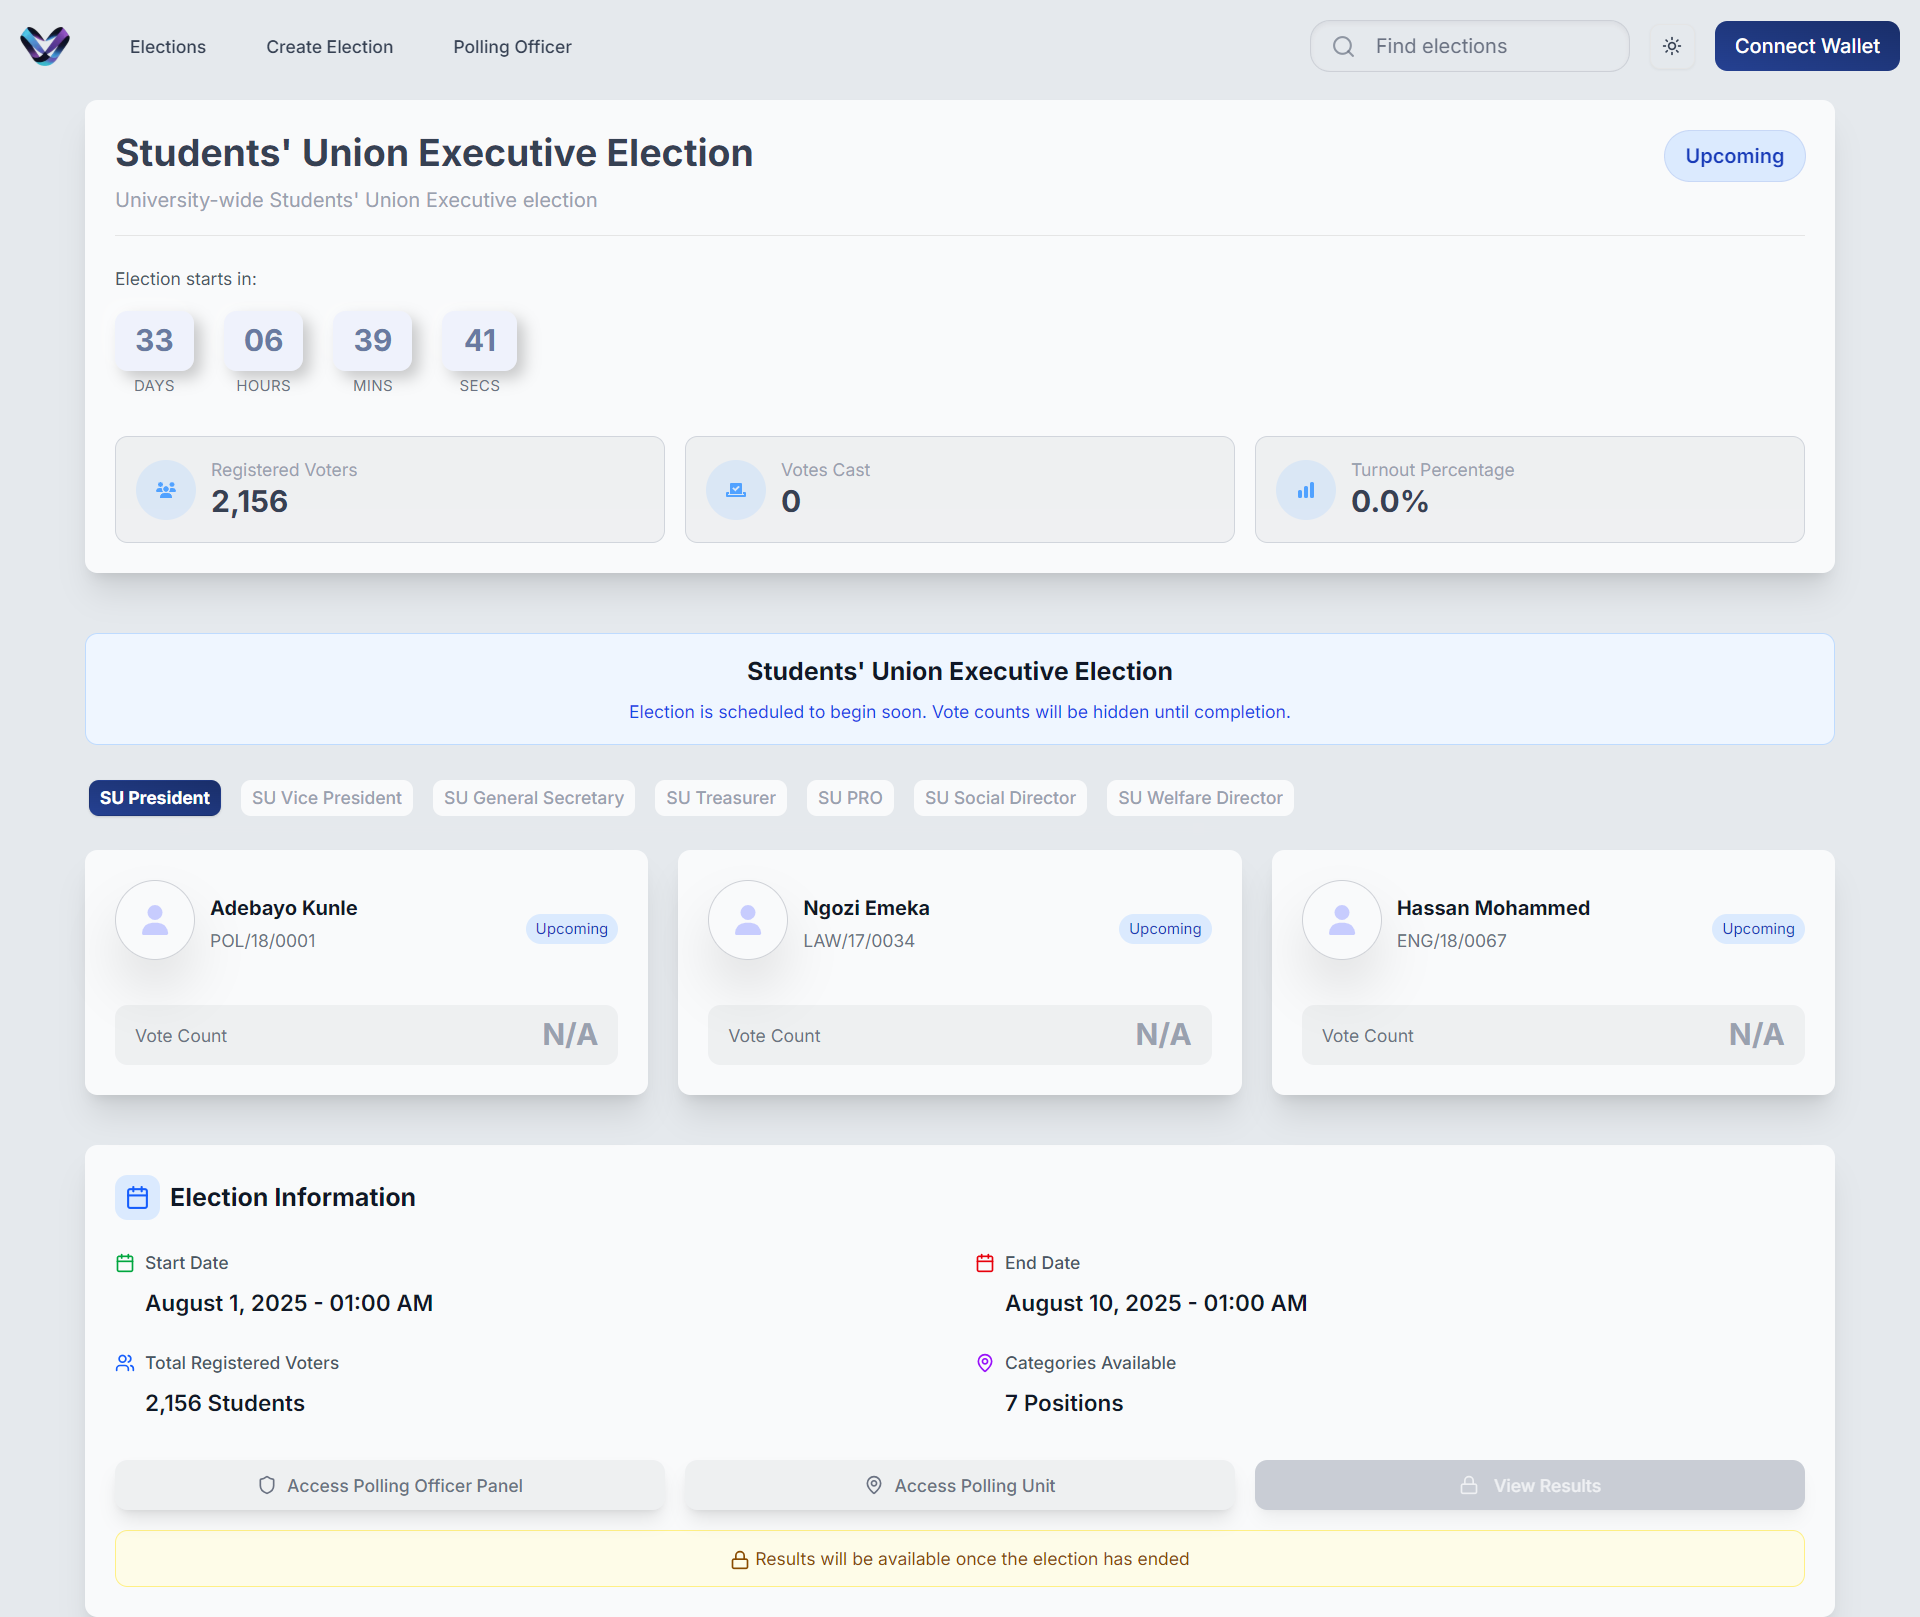 Elections
Create Election
Polling Officer
Find elections
Connect Wallet
Students' Union Executive Election
Upcoming
University-wide Students' Union Executive election
Election starts in:
33
06
39
41
DAYS
HOURS
MINS
SECS
Registered Voters
2,156
Votes Cast
0
Turnout Percentage
0.0%
Students' Union Executive Election
Election is scheduled to begin soon. Vote counts will be hidden until completion.
SU President
SU Vice President
SU General Secretary
SU Treasurer
SU PRO
SU Social Director
SU Welfare Director
Adebayo Kunle
POL/18/0001
Upcoming
Vote Count
N/A
Ngozi Emeka
LAW/17/0034
Upcoming
Vote Count
N/A
Hassan Mohammed
ENG/18/0067
Upcoming
Vote Count
N/A
Election Information
Start Date
August 1, 2025 - 01:00 AM
End Date
August 10, 2025 - 01:00 AM
Total Registered Voters
2,156 Students
Categories Available
7 Positions
Access Polling Officer Panel
Access Polling Unit
View Results
Results will be available once the election has ended